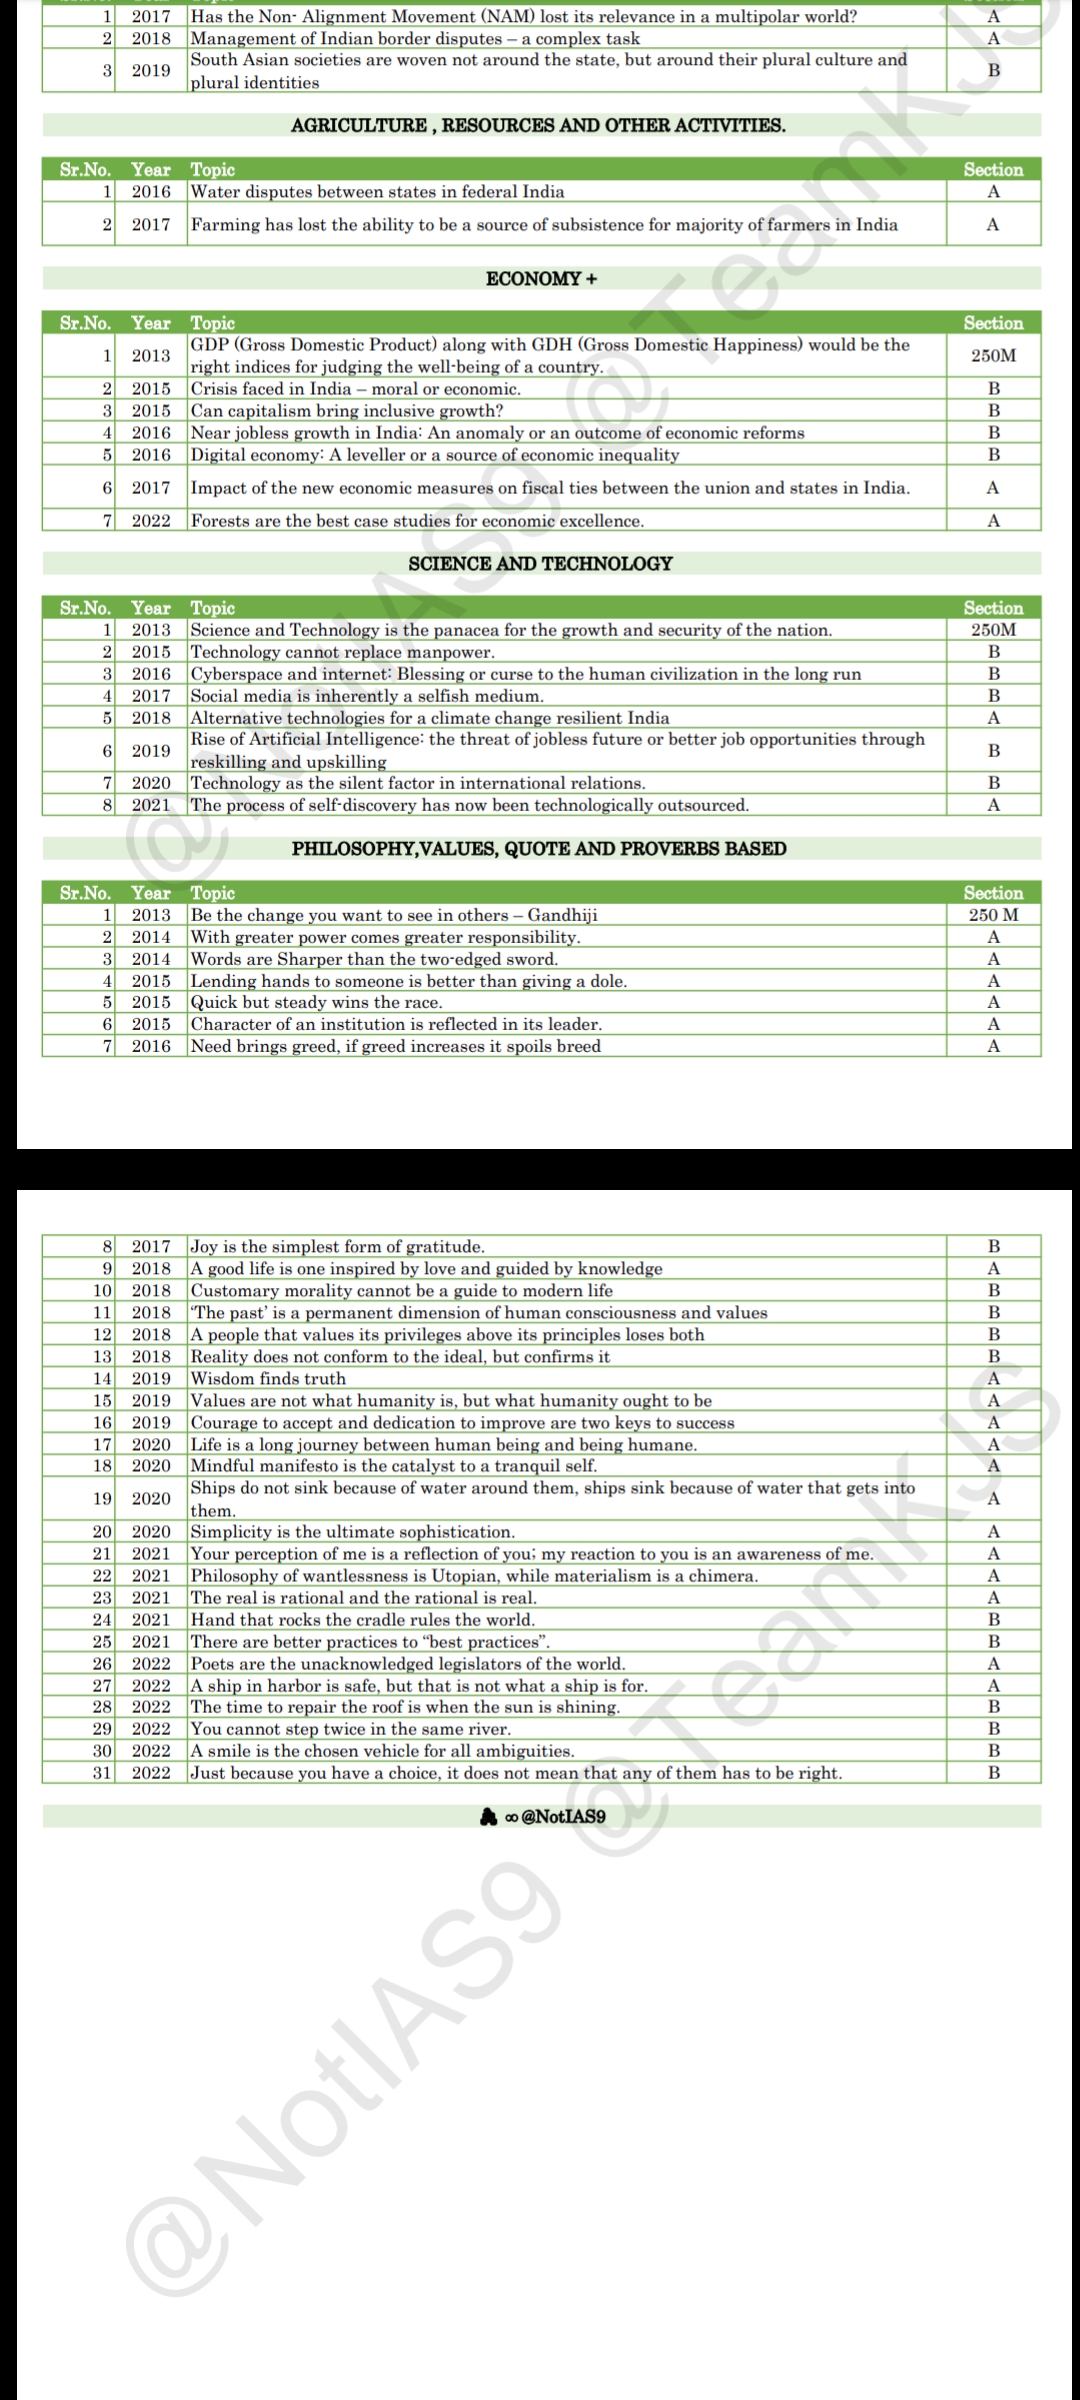 1 2017 Has the Non- Alignment Movement (NAM) lost its relevance in a multipolar world? A
2 2018 Management of Indian border disputes – a complex task A
3 2019 South Asian societies are woven not around the state, but around their plural culture and
plural identities B
AGRICULTURE , RESOURCES AND OTHER ACTIVITIES.
Sr.No. Year Topic Section
1 2016 Water disputes between states in federal India A
2 2017 Farming has lost the ability to be a source of subsistence for majority of farmers in India A
ECONOMY +
Sr.No. Year Topic Section
1 2013 GDP (Gross Domestic Product) along with GDH (Gross Domestic Happiness) would be the
right indices for judging the well-being of a country. 250M
2 2015 Crisis faced in India – moral or economic. B
3 2015 Can capitalism bring inclusive growth? B
4 2016 Near jobless growth in India: An anomaly or an outcome of economic reforms B
5 2016 Digital economy: A leveller or a source of economic inequality B
6 2017 Impact of the new economic measures on fiscal ties between the union and states in India. A
7 2022 Forests are the best case studies for economic excellence. A
SCIENCE AND TECHNOLOGY
Sr.No. Year Topic Section
1 2013 Science and Technology is the panacea for the growth and security of the nation. 250M
2 2015 Technology cannot replace manpower. B
3 2016 Cyberspace and internet: Blessing or curse to the human civilization in the long run B
4 2017 Social media is inherently a selfish medium. B
5 2018 Alternative technologies for a climate change resilient India A
6 2019 Rise of Artificial Intelligence: the threat of jobless future or better job opportunities through
reskilling and upskilling B
7 2020 Technology as the silent factor in international relations. B
8 2021 The process of self-discovery has now been technologically outsourced. A
PHILOSOPHY,VALUES, QUOTE AND PROVERBS BASED
Sr.No. Year Topic Section
1 2013 Be the change you want to see in others – Gandhiji 250 M
2 2014 With greater power comes greater responsibility. A
3 2014 Words are Sharper than the two-edged sword. A
4 2015 Lending hands to someone is better than giving a dole. A
5 2015 Quick but steady wins the race. A
6 2015 Character of an institution is reflected in its leader. A
7 2016 Need brings greed, if greed increases it spoils breed A
8 2017 Joy is the simplest form of gratitude. B
9 2018 A good life is one inspired by love and guided by knowledge A
10 2018 Customary morality cannot be a guide to modern life B
11 2018 ‘The past’ is a permanent dimension of human consciousness and values B
12 2018 A people that values its privileges above its principles loses both B
13 2018 Reality does not conform to the ideal, but confirms it B
14 2019 Wisdom finds truth A
15 2019 Values are not what humanity is, but what humanity ought to be A
16 2019 Courage to accept and dedication to improve are two keys to success A
17 2020 Life is a long journey between human being and being humane. A
18 2020 Mindful manifesto is the catalyst to a tranquil self. A
19 2020 Ships do not sink because of water around them, ships sink because of water that gets into
them. A
20 2020 Simplicity is the ultimate sophistication. A
21 2021 Your perception of me is a reflection of you; my reaction to you is an awareness of me. A
22 2021 Philosophy of wantlessness is Utopian, while materialism is a chimera. A
23 2021 The real is rational and the rational is real. A
24 2021 Hand that rocks the cradle rules the world. B
25 2021 There are better practices to “best practices”. B
26 2022 Poets are the unacknowledged legislators of the world. A
27 2022 A ship in harbor is safe, but that is not what a ship is for. A
28 2022 The time to repair the roof is when the sun is shining. B
29 2022 You cannot step twice in the same river. B
30 2022 A smile is the chosen vehicle for all ambiguities. B
31 2022 Just because you have a choice, it does not mean that any of them has to be right. B
∞ @NotIAS9
@NotIAS9 @TeamKJS
@NotIAS9 @TeamKJS